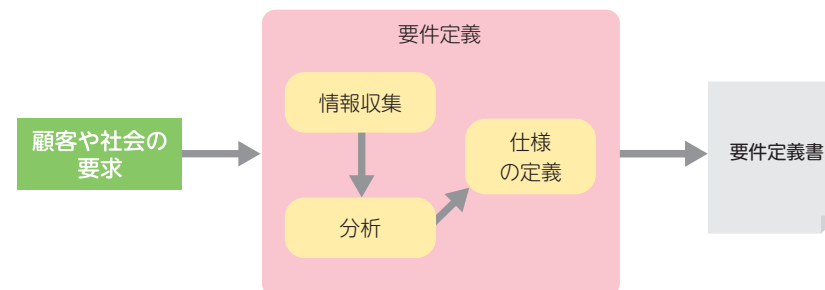 要件定義
情報収集
顧客や社会の
要求
仕様
の定義
分析
要件定義書